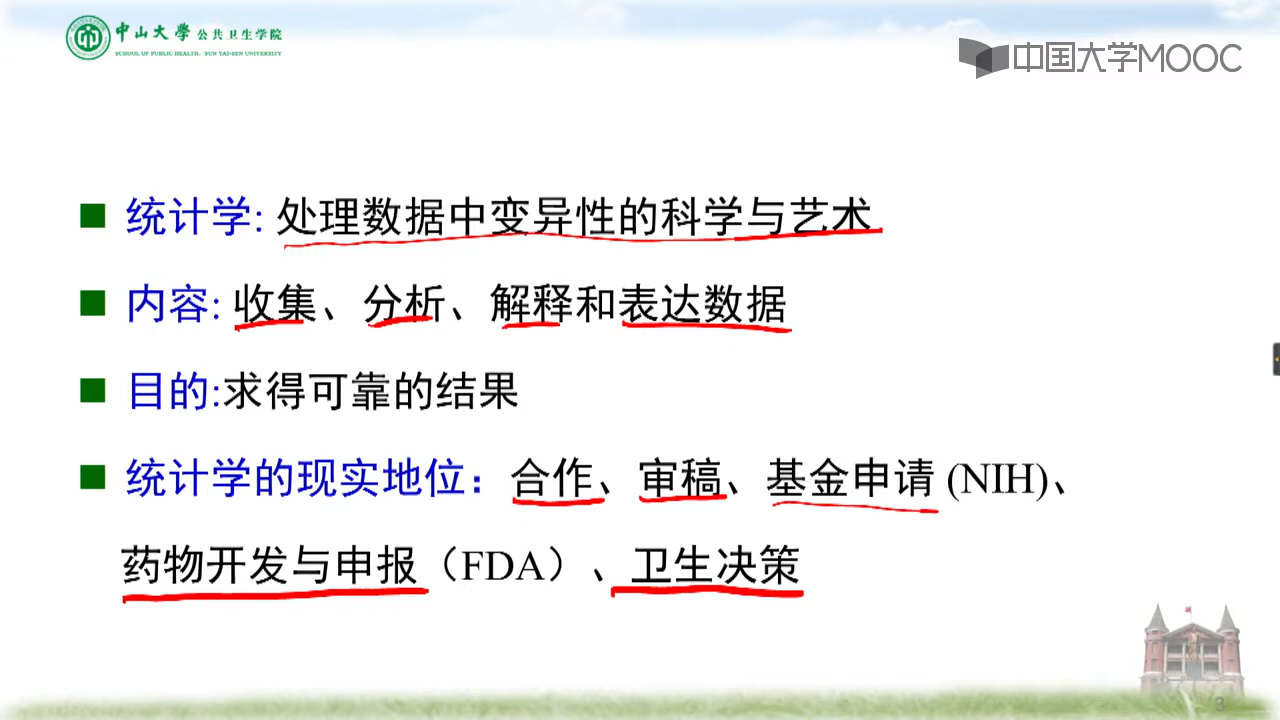 中山大学 公共卫生学院
SCHOOL OF PUBLIC HEALTH, SUN YAT-SEN UNIVERSITY
中国大学MOOC
统计学: 处理数据中变异性的科学与艺术
内容: 收集、分析、解释和表达数据
目的:求得可靠的结果
统计学的现实地位：合作、审稿、基金申请 (NIH)、
药物开发与申报（FDA）、卫生决策
3